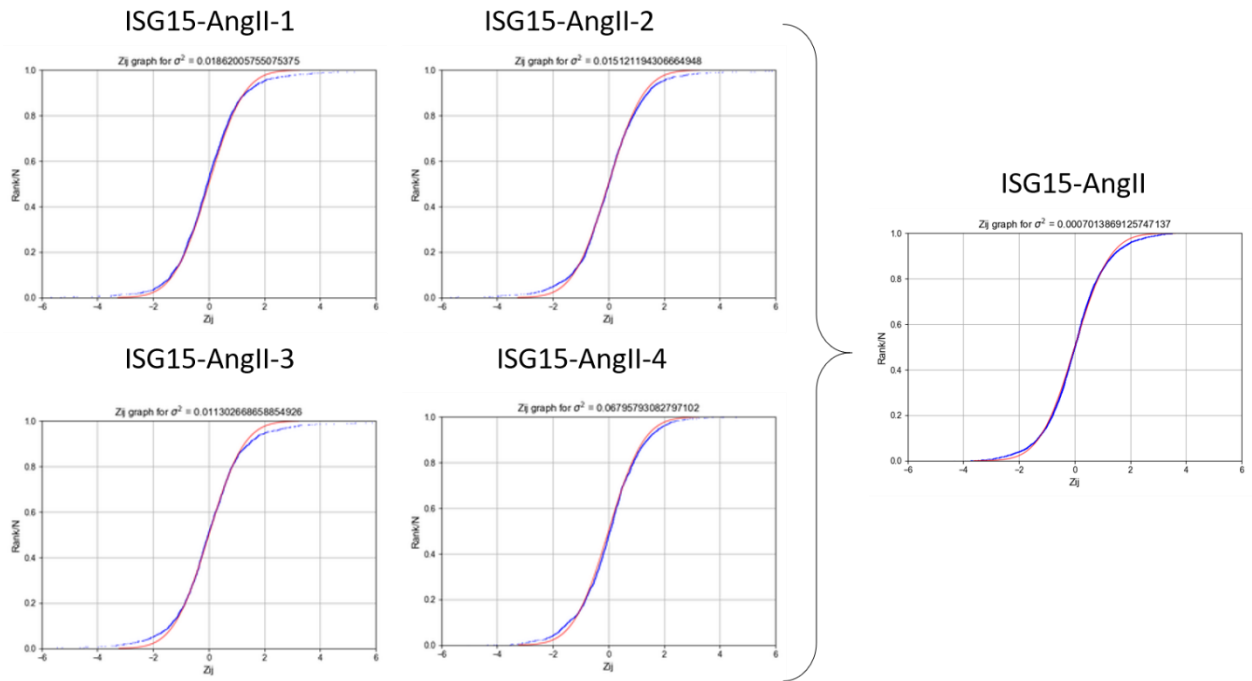 ISG15-AngII-1
Zij graph for σ² = 0.01862005755075375
1.0
0.8
0.6
0.4
0.2
0.0
Rank/N
−6 −4 −2 0 2 4 6
Zij
ISG15-AngII-2
Zij graph for σ² = 0.015121194306664948
1.0
0.8
0.6
0.4
0.2
0.0
Rank/N
−6 −4 −2 0 2 4 6
Zij
ISG15-AngII-3
Zij graph for σ² = 0.011302668658854926
1.0
0.8
0.6
0.4
0.2
0.0
Rank/N
−6 −4 −2 0 2 4 6
Zij
ISG15-AngII-4
Zij graph for σ² = 0.06795793082797102
1.0
0.8
0.6
0.4
0.2
0.0
Rank/N
−6 −4 −2 0 2 4 6
Zij
ISG15-AngII
Zij graph for σ² = 0.0007013869125747137
1.0
0.8
0.6
0.4
0.2
0.0
Rank/N
−6 −4 −2 0 2 4 6
Zij